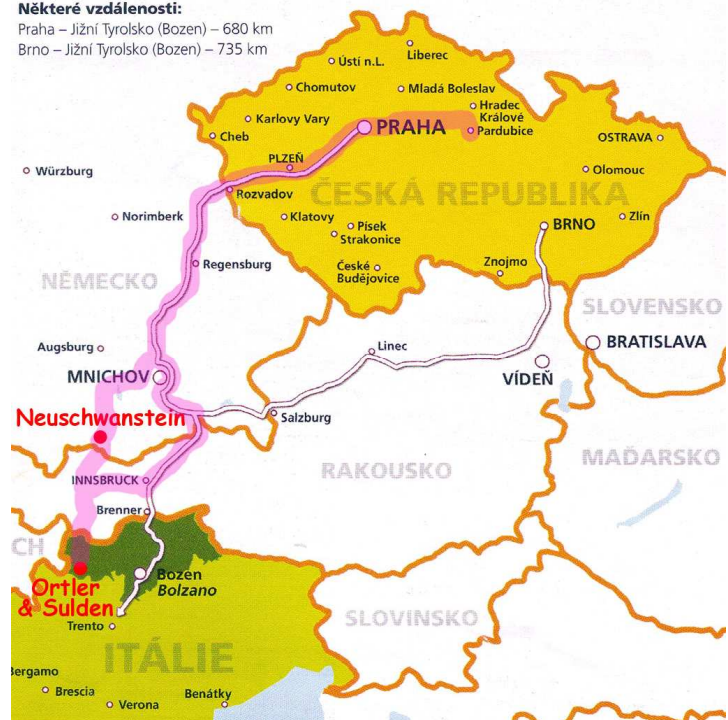 Některé vzdálenosti:
Praha – Jižní Tyrolsko (Bozen) – 680 km
Brno – Jižní Tyrolsko (Bozen) – 735 km
Liberec
Ústí n.L.
Chomutov
Mladá Boleslav
Karlovy Vary
Hradec
Králové
Pardubice
PRAHA
Cheb
OSTRAVA
PLZEŇ
Würzburg
Olomouc
Rozvadov
ČESKÁ REPUBLIKA
Norimberk
Klatovy
Písek
Strakonice
BRNO
Zlín
Regensburg
České
Budějovice
Znojmo
NĚMECKO
SLOVENSKO
Augsburg
Linec
BRATISLAVA
MNICHOV
VÍDEŇ
Neuschwanstein
Salzburg
RAKOUSKO
MAĎARSKO
INNSBRUCK
Brenner
CH
Bozen
Bolzano
Ortler
& Sulden
Trento
SLOVINSKO
ITÁLIE
Bergamo
Brescia
Verona
Benátky